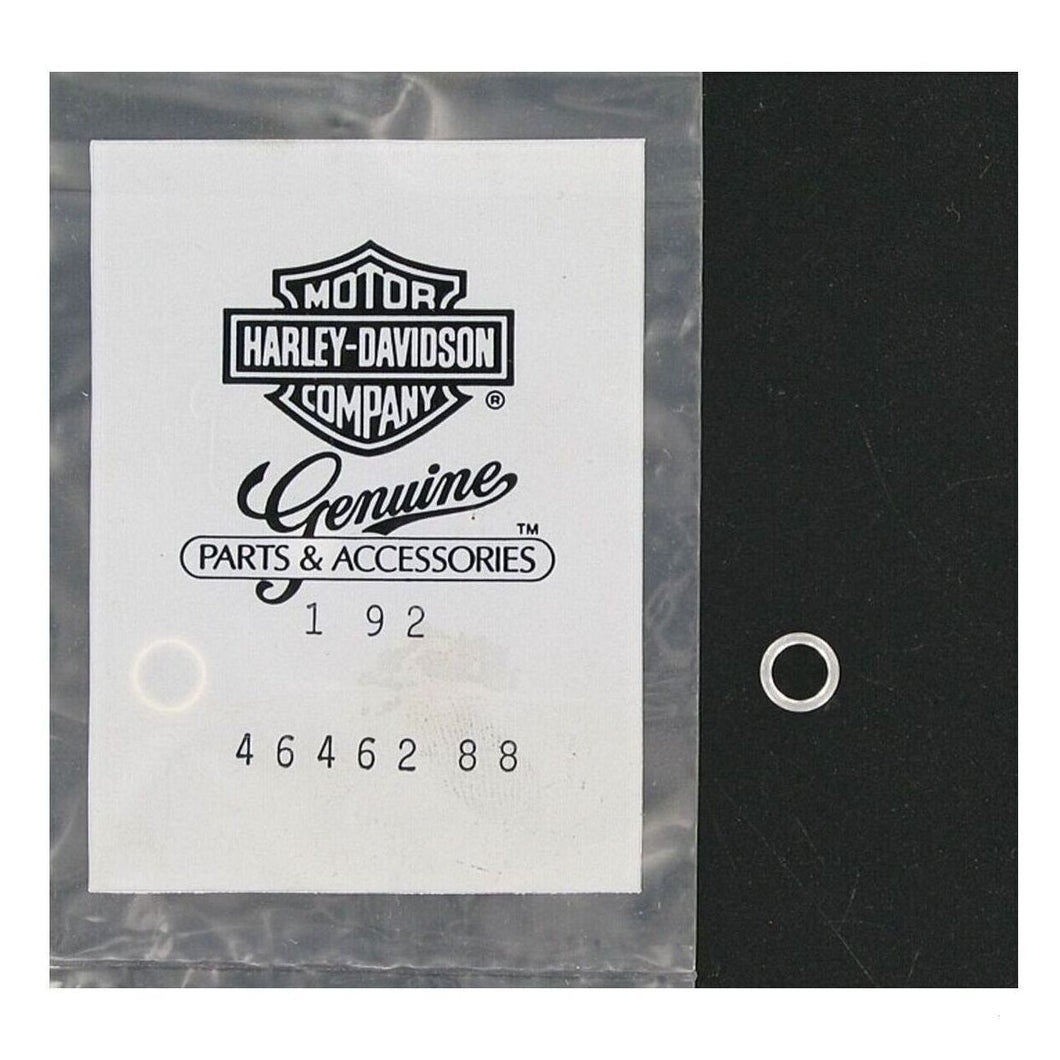 MOTOR
HARLEY-DAVIDSON
COMPANY ®
Genuine ™
PARTS & ACCESSORIES
1 92
46462 88